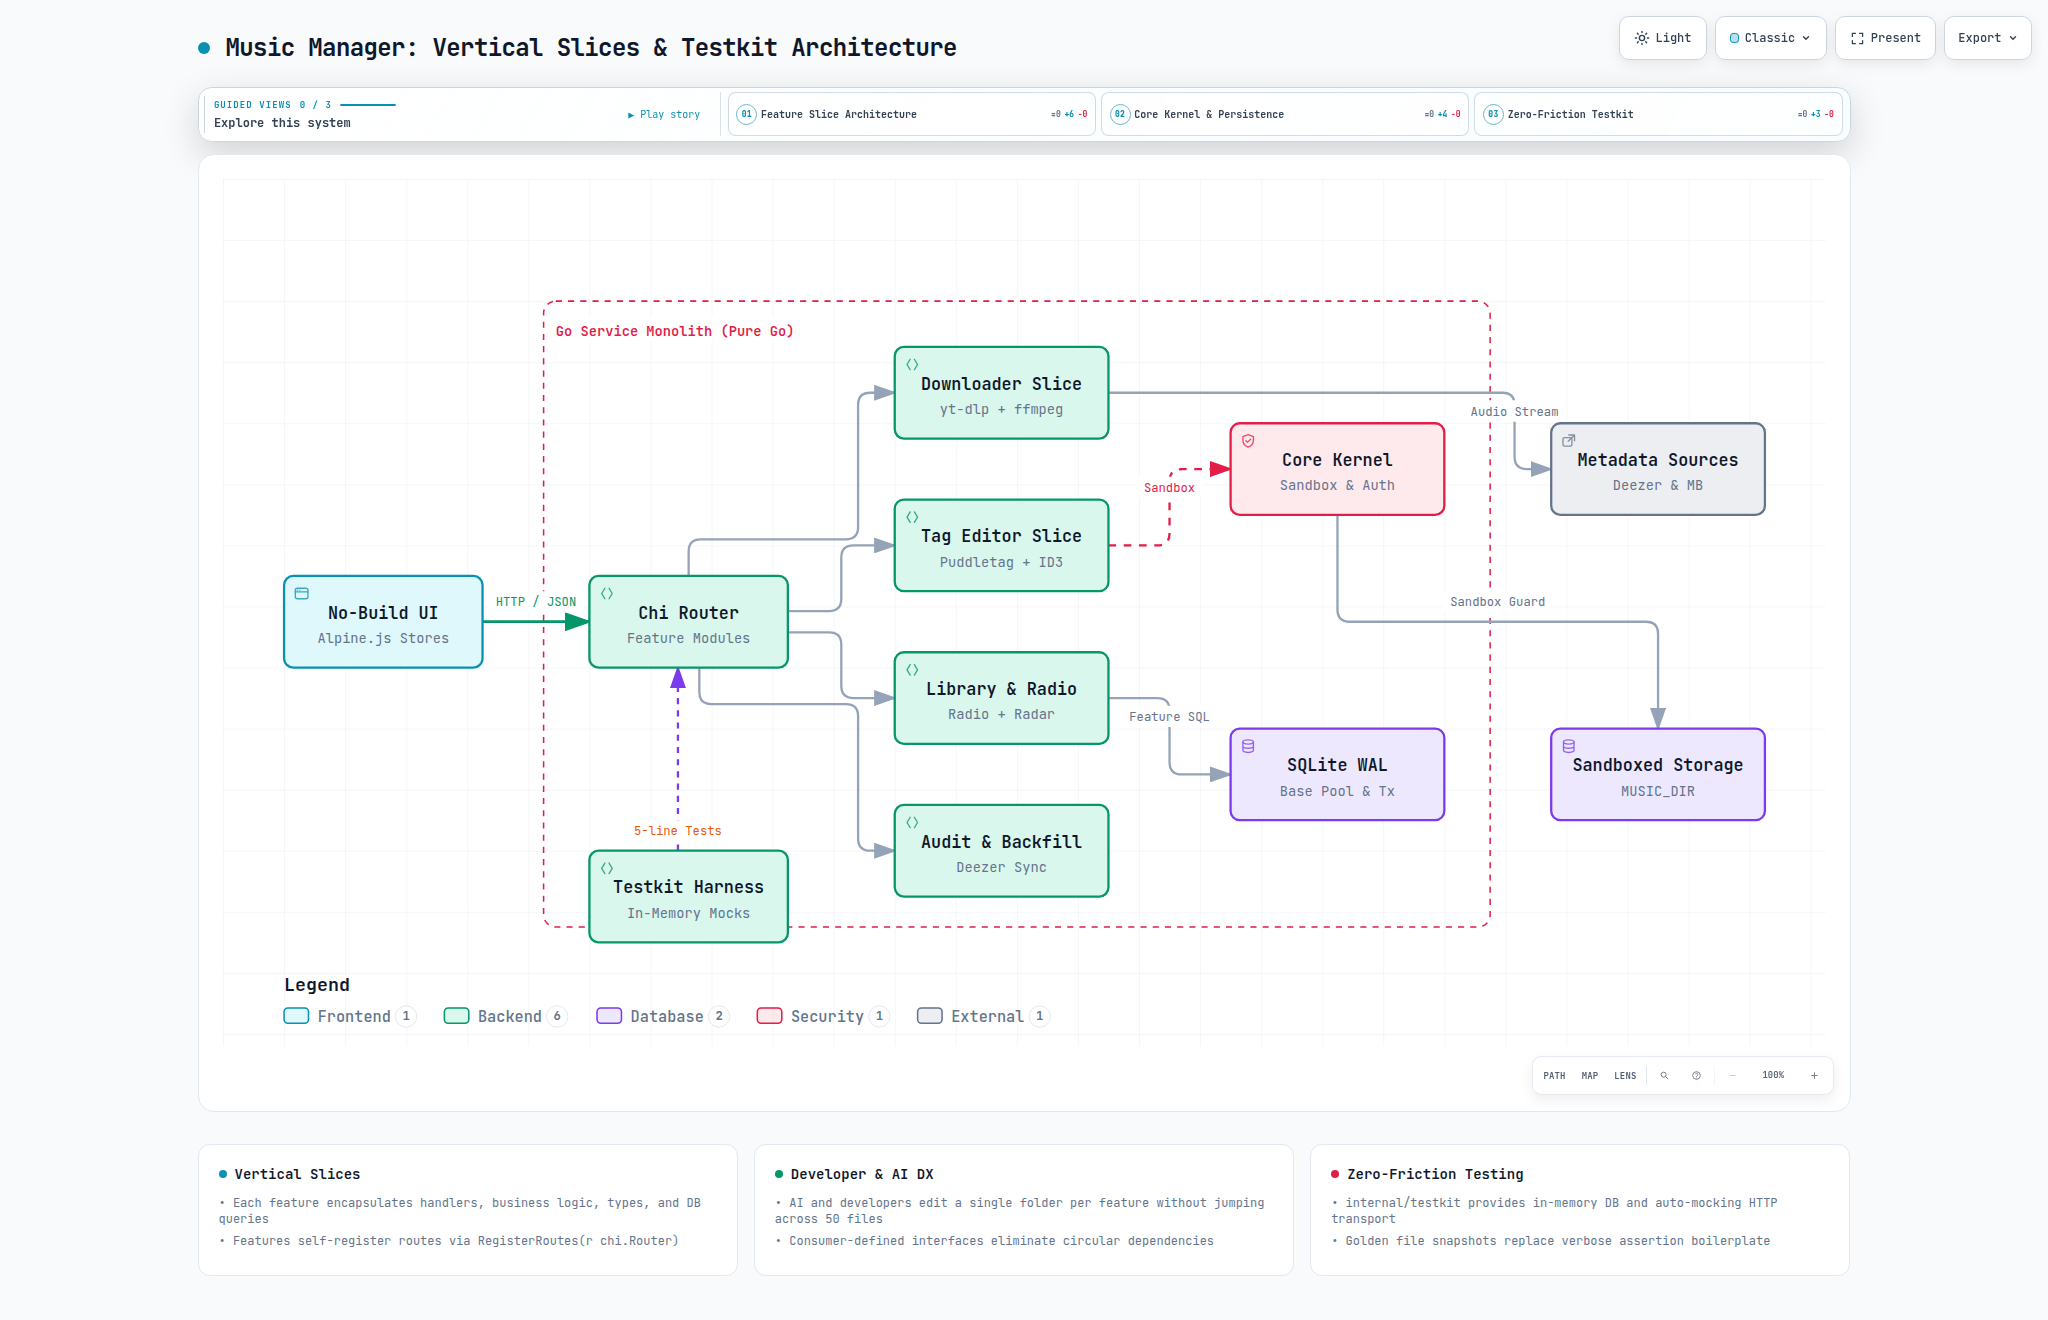 Music Manager: Vertical Slices & Testkit Architecture
Light
Classic
Present
Export
GUIDED VIEWS 0 / 3
Explore this system
▶ Play story
01 Feature Slice Architecture =0 +6 -0
02 Core Kernel & Persistence =0 +4 -0
03 Zero-Friction Testkit =0 +3 -0
Go Service Monolith (Pure Go)
Downloader Slice
yt-dlp + ffmpeg
Audio Stream
Core Kernel
Sandbox & Auth
Metadata Sources
Deezer & MB
Sandbox
Tag Editor Slice
Puddletag + ID3
No-Build UI
Alpine.js Stores
HTTP / JSON
Chi Router
Feature Modules
Sandbox Guard
Library & Radio
Radio + Radar
Feature SQL
SQLite WAL
Base Pool & Tx
Sandboxed Storage
MUSIC_DIR
5-line Tests
Audit & Backfill
Deezer Sync
Testkit Harness
In-Memory Mocks
Legend
Frontend 1
Backend 6
Database 2
Security 1
External 1
PATH
MAP
LENS
− 100% +
Vertical Slices
• Each feature encapsulates handlers, business logic, types, and DB
queries
• Features self-register routes via RegisterRoutes(r chi.Router)
Developer & AI DX
• AI and developers edit a single folder per feature without jumping
across 50 files
• Consumer-defined interfaces eliminate circular dependencies
Zero-Friction Testing
• internal/testkit provides in-memory DB and auto-mocking HTTP
transport
• Golden file snapshots replace verbose assertion boilerplate